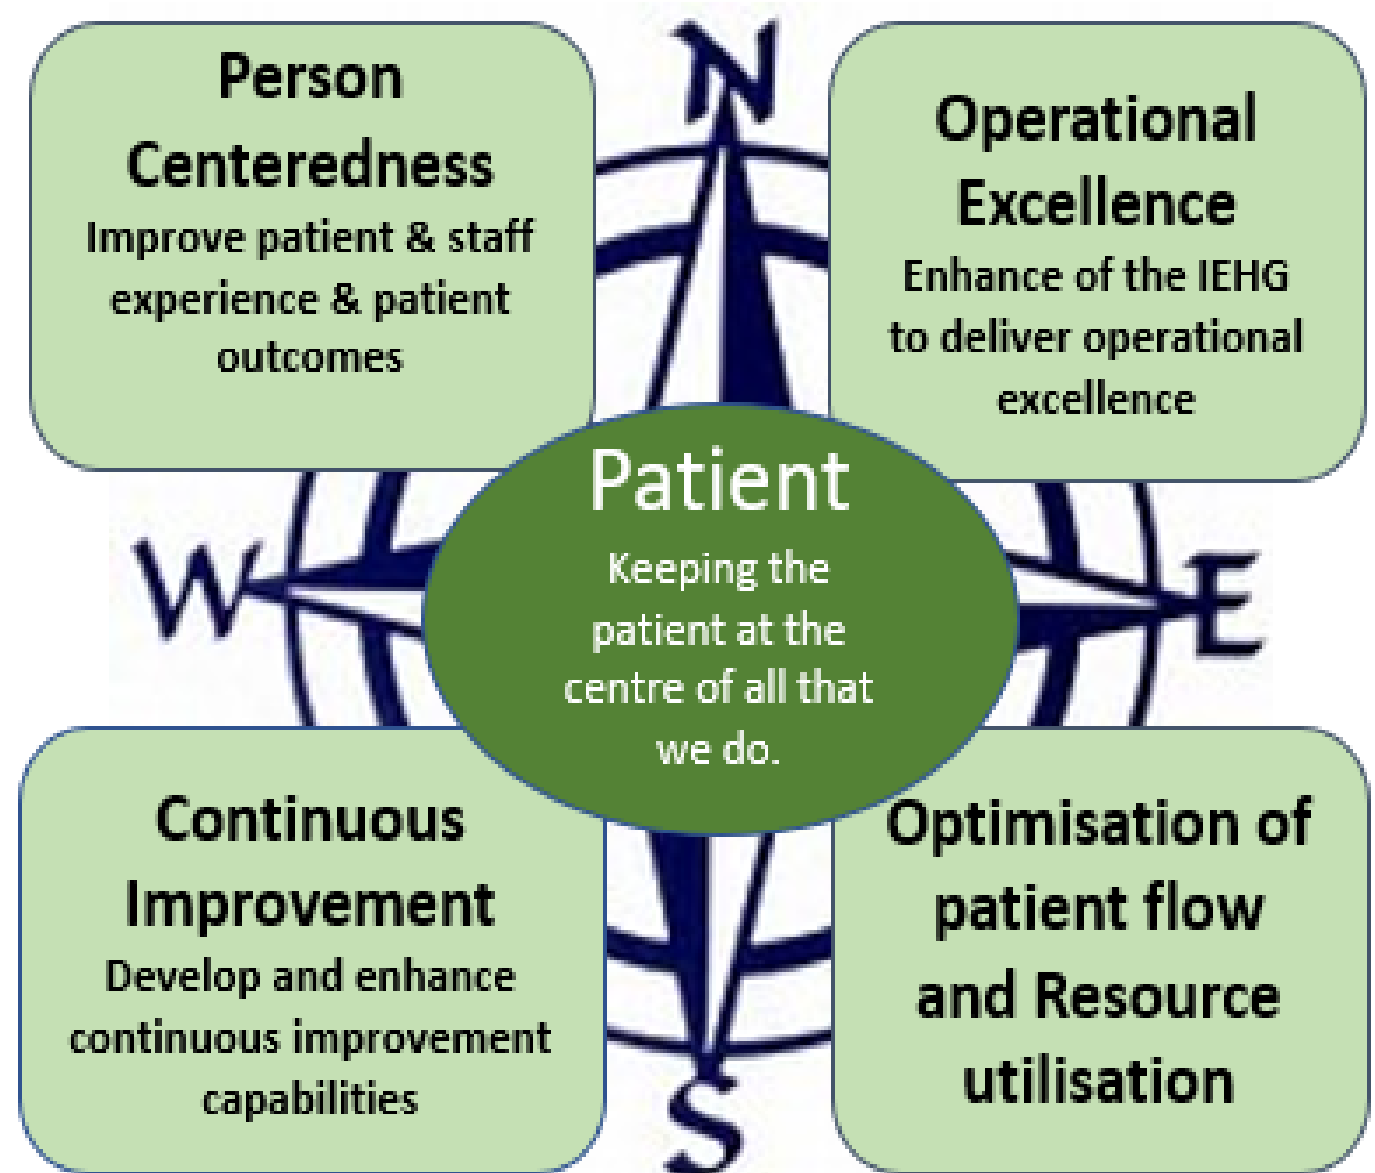 N
Person
Centeredness
Improve patient & staff
experience & patient
outcomes
Operational
Excellence
Enhance of the IEHG
to deliver operational
excellence
W
Patient
Keeping the
patient at the
centre of all that
we do.
E
Continuous
Improvement
Develop and enhance
continuous improvement
capabilities
Optimisation of
patient flow
and Resource
utilisation
S